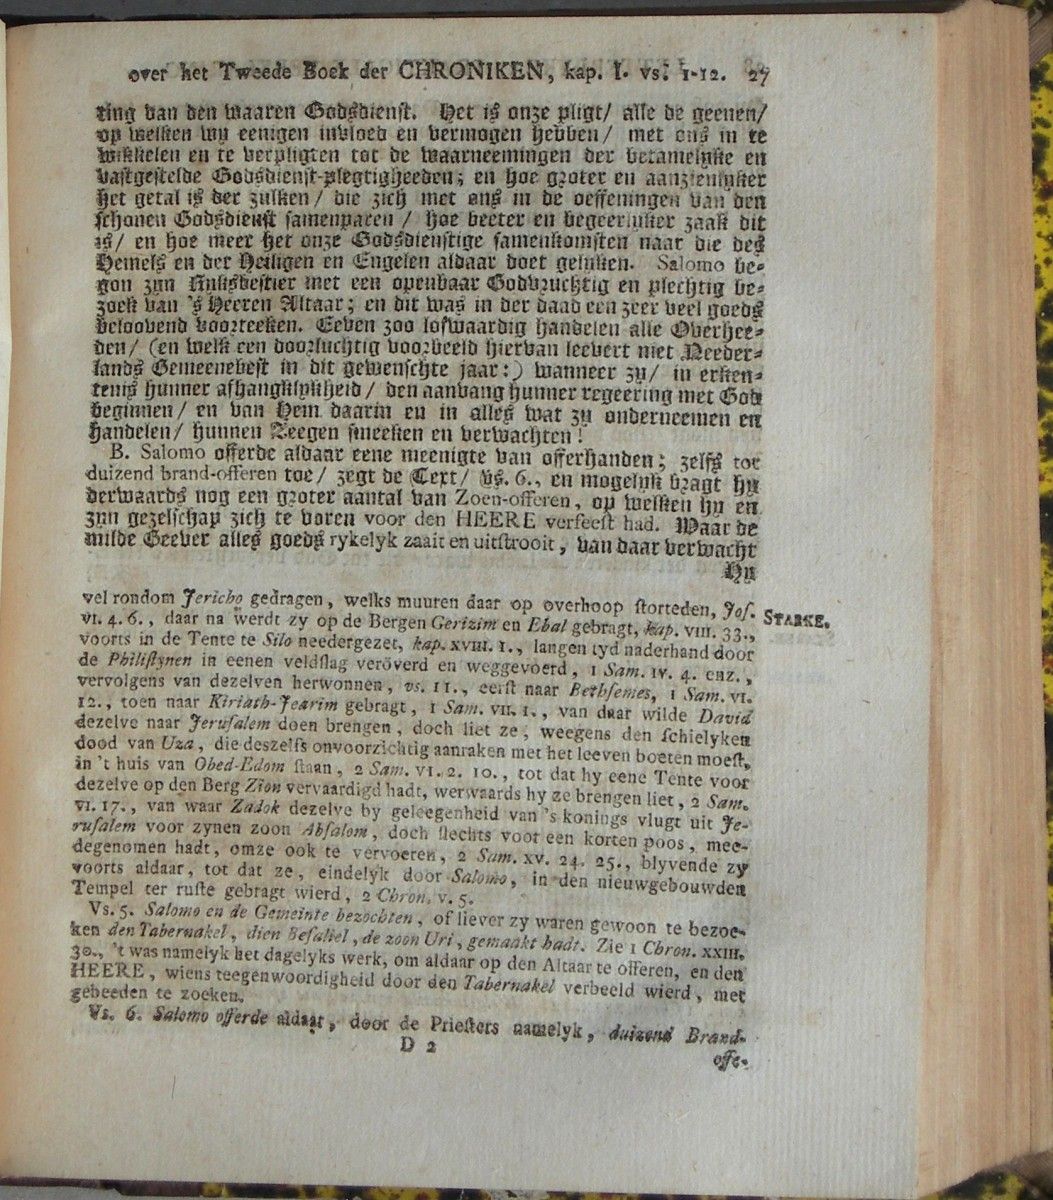 over het Tweede Boek der CHRONIKEN, kap. I. vs. 1-12. 27
ting van den waaren Godsdienst. Het is onze pligt/ alle de geenen/
op welken wy eenigen invloed en vermogen hebben/ met ons in te
wikkelen en te verpligten tot de waarneemingen der betamelyke en
vastgestelde Godsdienst-plegtigheeden; en hoe groter en aanzienlyker
het getal is der zulken/ die zich met ons in de oeffeningen van den
schonen Godsdienst samenparen/ hoe beeter en begeerlyker zaak dit
is/ en hoe meer het onze Godsdienstige samenkomsten naar die des
Hemels en der Heiligen en Engelen aldaar doet gelyken. Salomo be-
gon zyn Ryksbestier met een openbaar Godvruchtig en plechtig be-
zoek van 's Heeren Altaar; en dit was in der daad een zeer veel goeds
beloovend voorteeken. Eeven zoo lofwaardig handelen alle Overhee-
den/ (en welk een doorluchtig voorbeeld hiervan leevert niet Needer-
lands Gemeenebest in dit gewenschte jaar:) wanneer zy/ in erken-
tenis hunner afhangklykheid/ den aanvang hunner regeering met God
beginnen/ en van Hem daarin en in alles wat zy onderneemen en
handelen/ hunnen Zeegen smeeken en verwachten!
B. Salomo offerde aldaar eene meenigte van offerhanden; zelfs tot
duizend brand-offeren toe/ zegt de Text/ vs. 6., en mogelyk bragt hy
derwaards nog een groter aantal van Zoen-offeren, op welken hy en
zyn gezelschap zich te voren voor den HEERE verfeest had. Waar de
milde Geever alles goeds rykelyk zaait en uitstrooit, van daar verwacht
Hy
vel rondom Jericho gedragen, welks muuren daar op overhoop storteden, Jos.
VI. 4. 6., daar na werdt zy op de Bergen Gerizim en Ebal gebragt, kap. VIII. 33.,
STARKE.
voorts in de Tente te Silo needergezet, kap. XVIII. 1., langen tyd naderhand door
de Philistynen in eenen veldslag veroverd en weggevoerd, 1 Sam. IV. 4. enz.,
vervolgens van dezelven herwonnen, vs. 11., eerst naar Bethsemes, 1 Sam. VI.
12., toen naar Kiriath-Jearim gebragt, 1 Sam. VII. 1., van daar wilde David
dezelve naar Jerusalem doen brengen, doch liet ze, weegens den schielyken
dood van Uza, die deszelfs onvoorzichtig aanraken met het leeven boeten moest,
in 't huis van Obed-Edom staan, 2 Sam. VI. 2. 10., tot dat hy eene Tente voor
dezelve op den Berg Zion vervaardigd hadt, werwaards hy ze brengen liet, 2 Sam.
VI. 17., van waar Zadok dezelve by geleegenheid van 's konings vlugt uit Je-
rusalem voor zynen zoon Absalom, doch slechts voor een korten poos, mee-
degenomen hadt, omze ook te vervoeren, 2 Sam. XV. 24. 25., blyvende zy
voorts aldaar, tot dat ze, eindelyk door Salomo, in den nieuwgebouwden
Tempel ter ruste gebragt wierd, 2 Chron. V. 5.
Vs. 5. Salomo en de Gemeinte bezochten, of liever zy waren gewoon te bezoe-
ken den Tabernakel, dien Besaliel, de zoon Uri, gemaakt hadt. Zie 1 Chron. XXIII.
30., 't was namelyk het dagelyks werk, om aldaar op den Altaar te offeren, en den
HEERE, wiens teegenwoordigheid door den Tabernakel verbeeld wierd, met
gebeeden te zoeken.
Vs. 6. Salomo offerde aldaar, door de Priesters namelyk, duizend Brand-
D 2
offe-